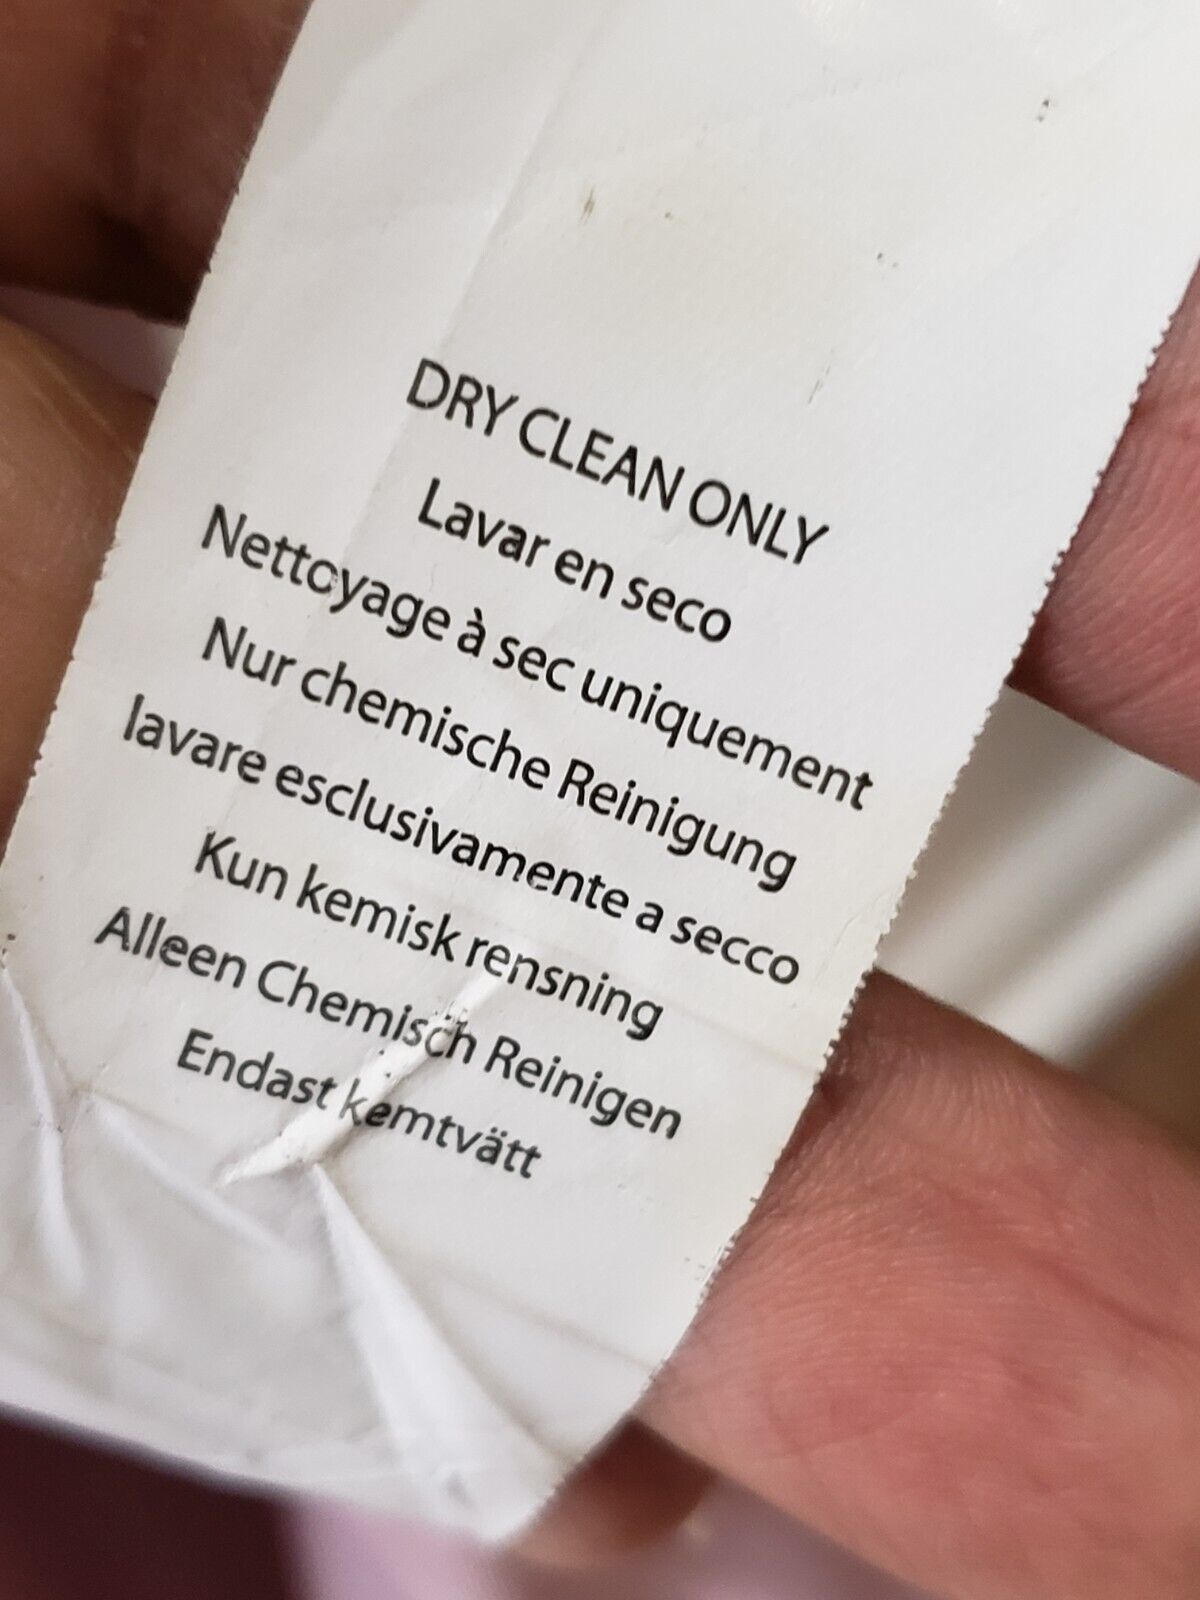 DRY CLEAN ONLY
Lavar en seco
Nettoyage à sec uniquement
Nur chemische Reinigung
lavare esclusivamente a secco
Kun kemisk rensning
Alleen Chemisch Reinigen
Endast kemtvätt